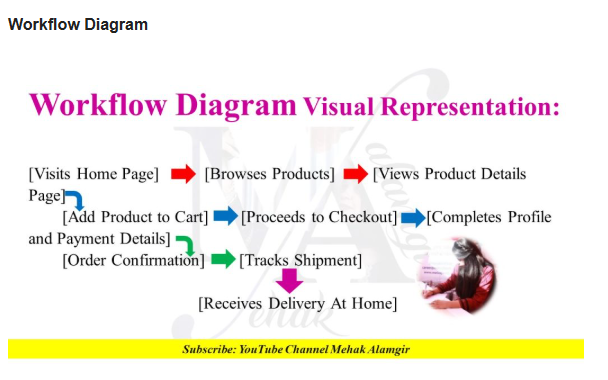 Workflow Diagram
Workflow Diagram Visual Representation:
[Visits Home Page] [Browses Products] [Views Product Details
Page]
[Add Product to Cart] [Proceeds to Checkout] [Completes Profile
and Payment Details]
[Order Confirmation] [Tracks Shipment]
[Receives Delivery At Home]
Subscribe: YouTube Channel Mehak Alamgir